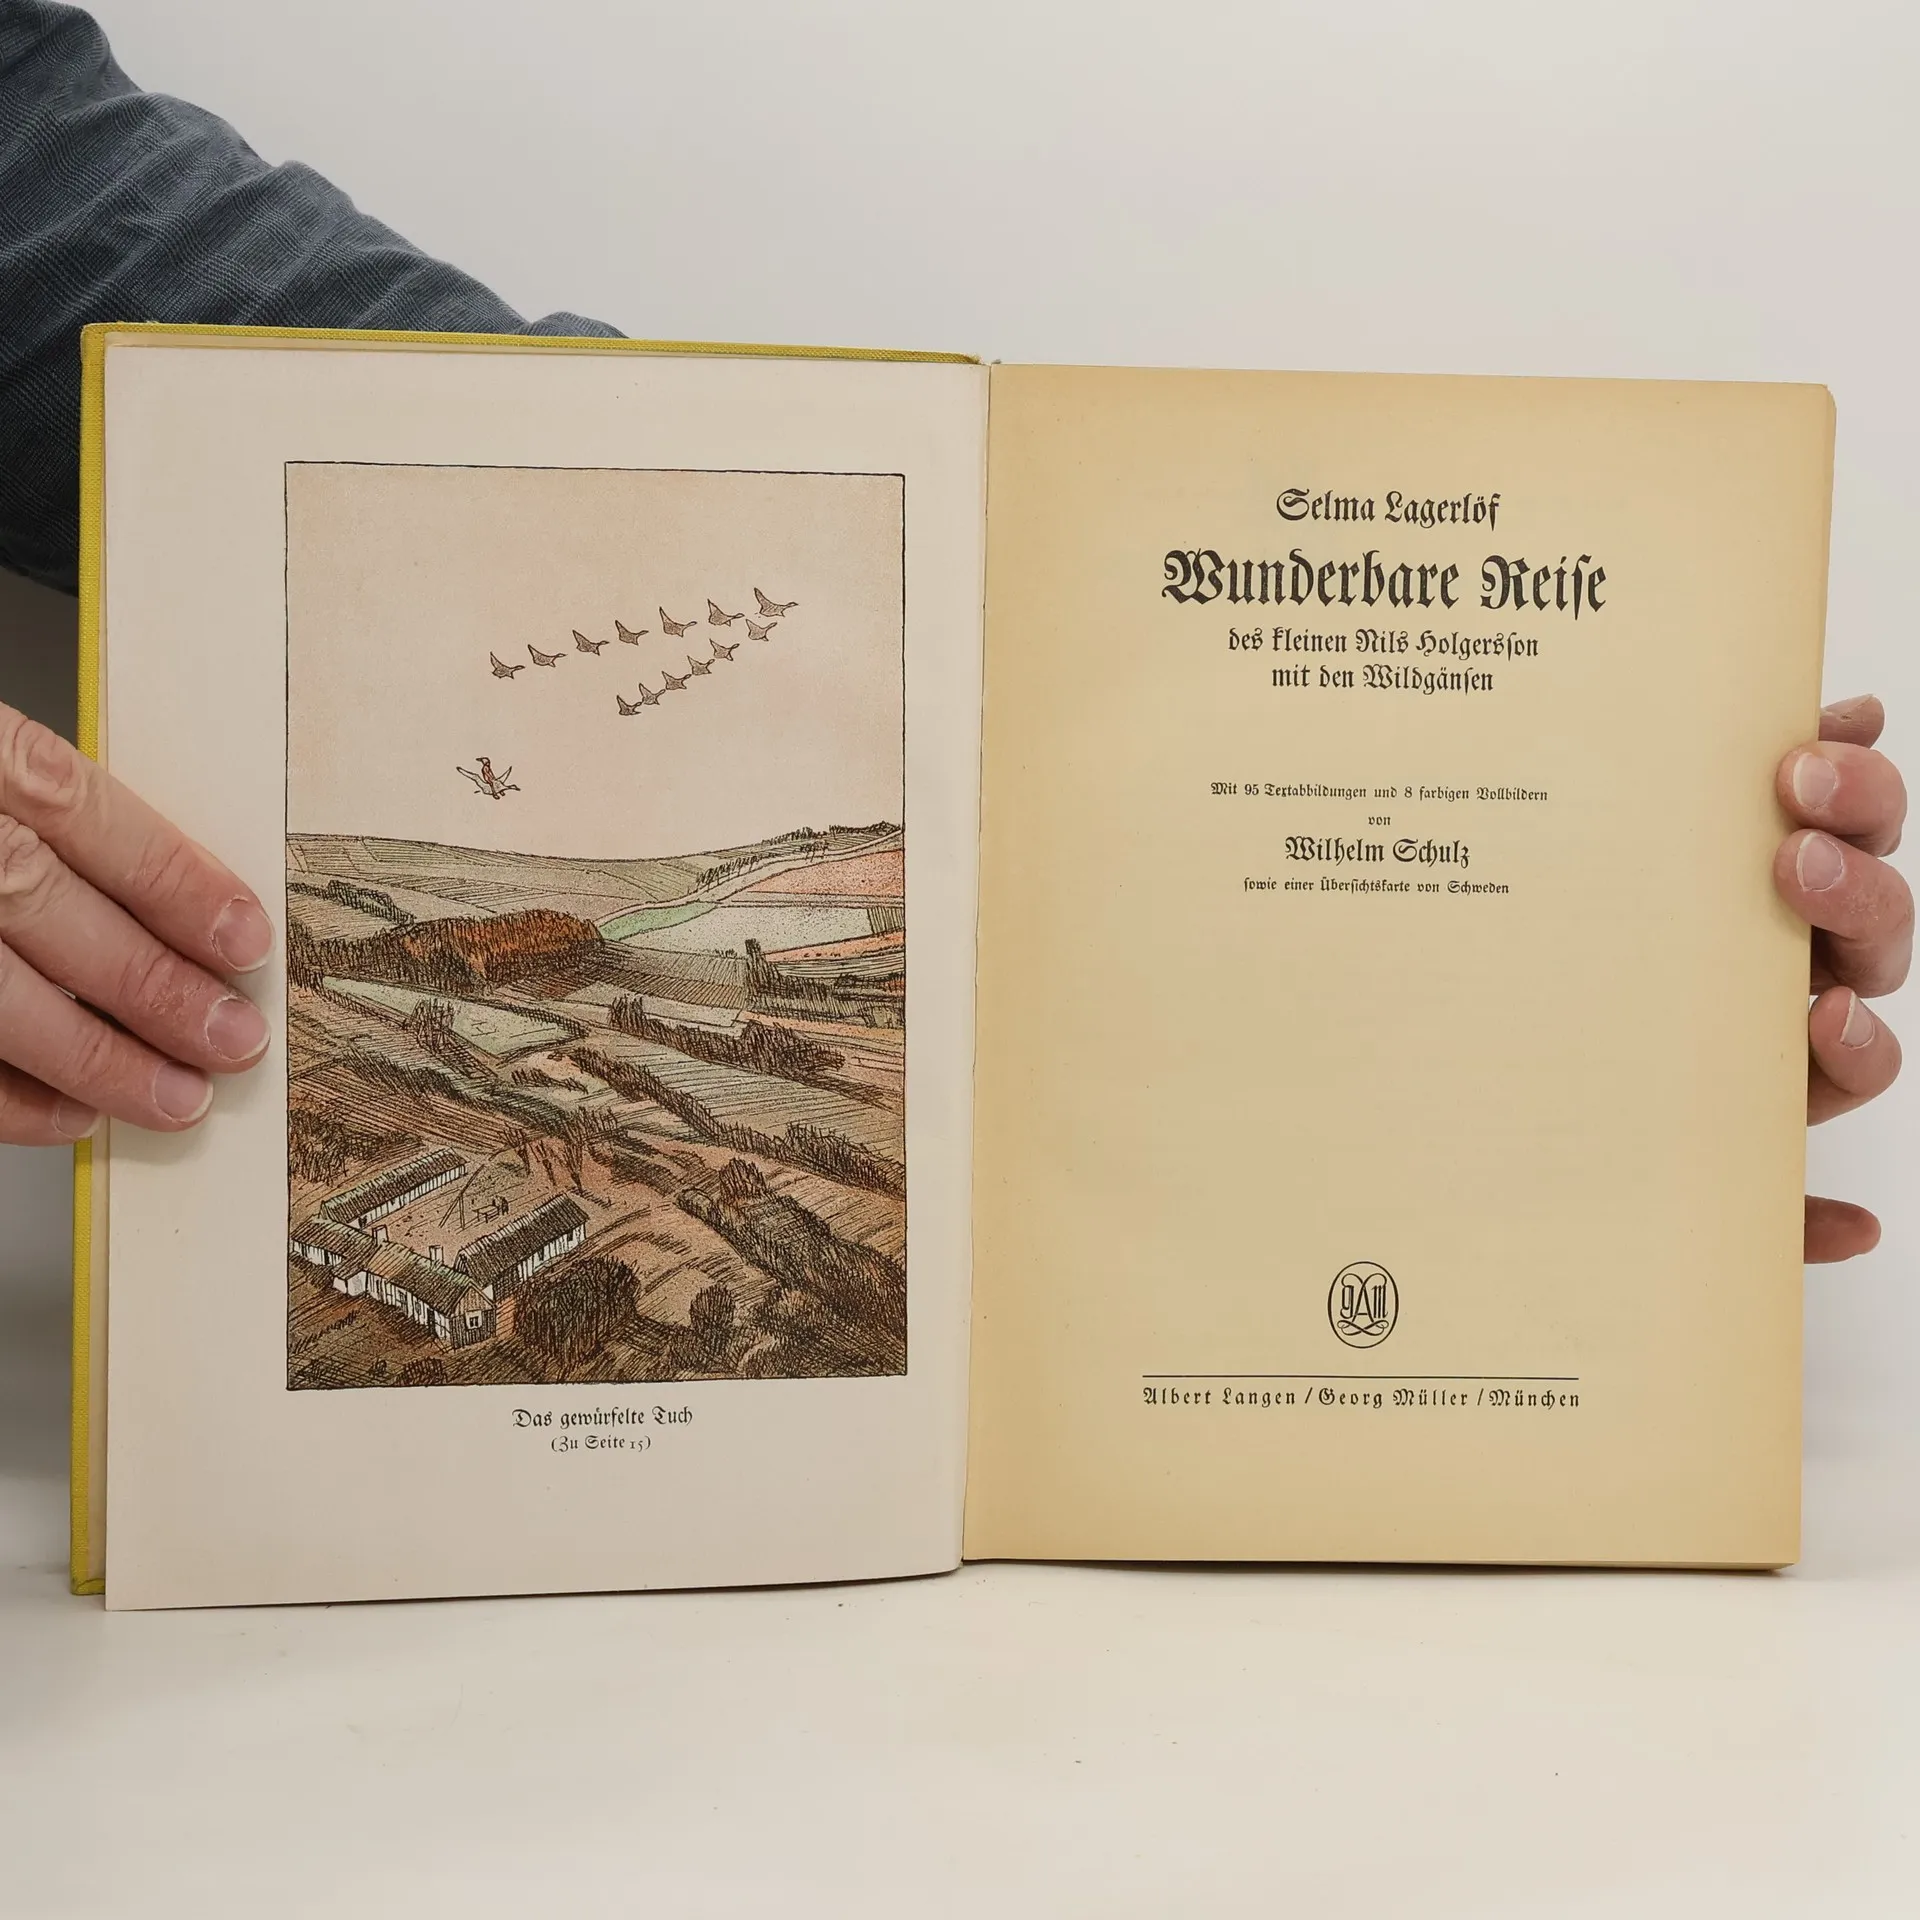 Das gewürfelte Tuch
(Zu Seite 15)
Selma Lagerlöf
Wunderbare Reiſe
des kleinen Nils Holgersſon
mit den Wildgänſen
Mit 95 Textabbildungen und 8 farbigen Vollbildern
von
Wilhelm Schulz
ſowie einer Überſichtskarte von Schweden
gAm
Albert Langen / Georg Müller / München